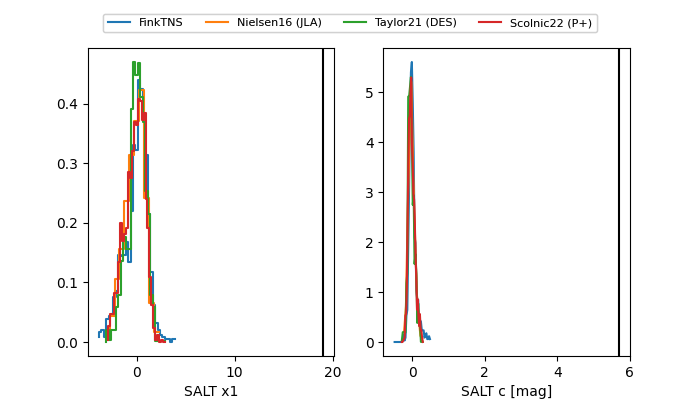 FinkTNS Nielsen16 (JLA) Taylor21 (DES) Scolnic22 (P+)
0.4
0.3
0.2
0.1
0.0
0 10 20
SALT x1
5
4
3
2
1
0
0 2 4 6
SALT c [mag]